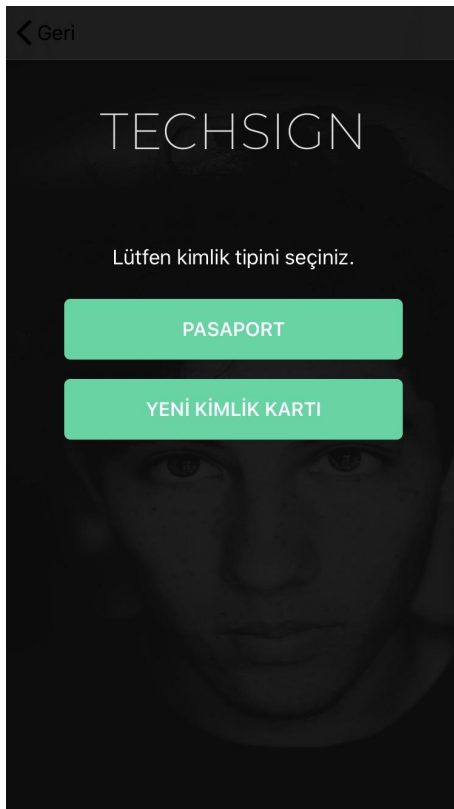 Geri
TECHSIGN
Lütfen kimlik tipini seçiniz.
PASAPORT
YENİ KİMLİK KARTI